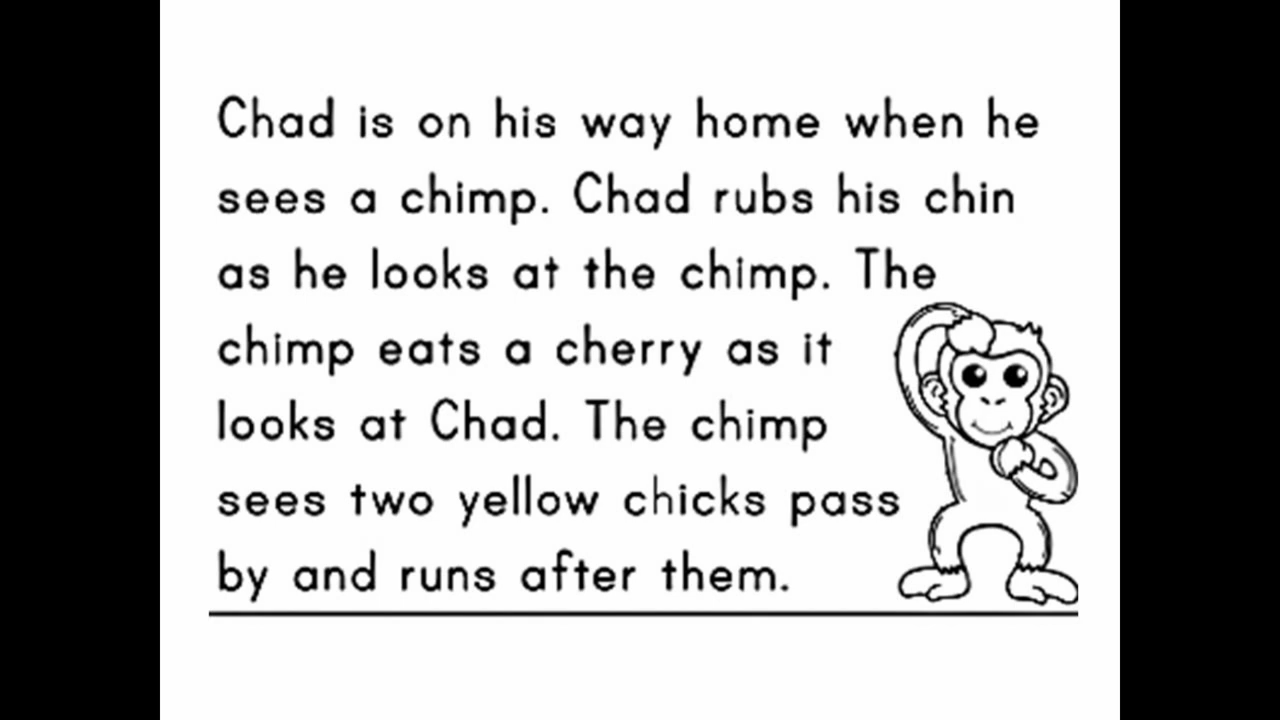 Chad is on his way home when he
sees a chimp. Chad rubs his chin
as he looks at the chimp. The
chimp eats a cherry as it
looks at Chad. The chimp
sees two yellow chicks pass
by and runs after them.